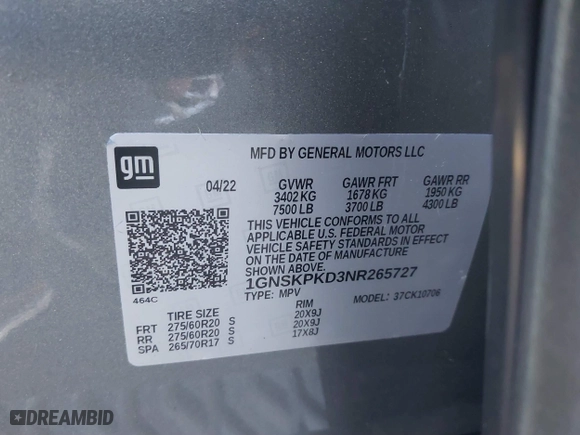 gm
MFD BY GENERAL MOTORS LLC
04/22 GVWR GAWR FRT GAWR RR
3402 KG 1678 KG 1950 KG
7500 LB 3700 LB 4300 LB
THIS VEHICLE CONFORMS TO ALL
APPLICABLE U.S. FEDERAL MOTOR
VEHICLE SAFETY STANDARDS IN EFFECT
ON THE DATE OF MANUFACTURE
1GNSKPKD3NR265727
464C
TYPE: MPV MODEL: 37CK10706
TIRE SIZE RIM
FRT 275/60R20 S 20X9J
RR 275/60R20 S 20X9J
SPA 265/70R17 S 17X8J
DREAMBID